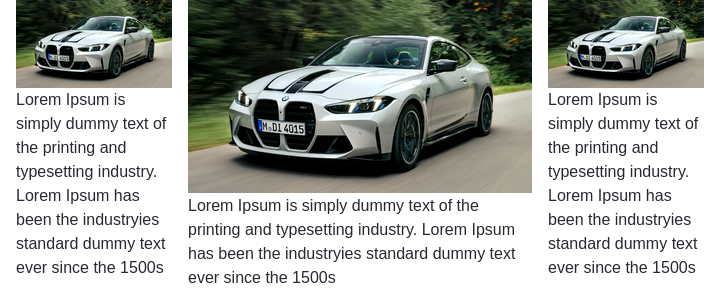 Lorem Ipsum is
simply dummy text of
the printing and
typesetting industry.
Lorem Ipsum has
been the industryies
standard dummy text
ever since the 1500s
M DI 4015
Lorem Ipsum is simply dummy text of the
printing and typesetting industry. Lorem Ipsum
has been the industryies standard dummy text
ever since the 1500s
Lorem Ipsum is
simply dummy text of
the printing and
typesetting industry.
Lorem Ipsum has
been the industryies
standard dummy text
ever since the 1500s